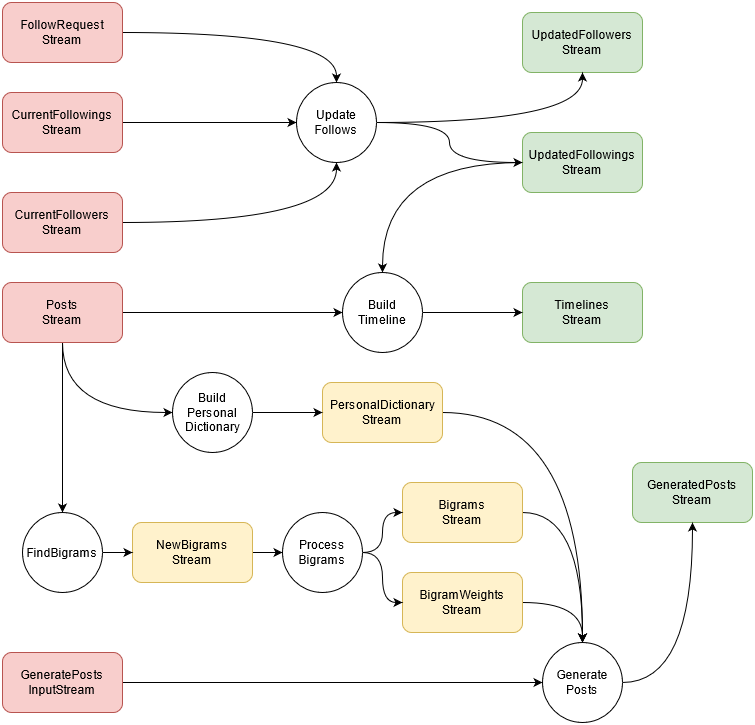 FollowRequest
Stream
UpdatedFollowers
Stream
CurrentFollowings
Stream
Update
Follows
UpdatedFollowings
Stream
CurrentFollowers
Stream
Posts
Stream
Build
Timeline
Timelines
Stream
Build
Personal
Dictionary
PersonalDictionary
Stream
GeneratedPosts
Stream
FindBigrams
NewBigrams
Stream
Process
Bigrams
Bigrams
Stream
BigramWeights
Stream
GeneratePosts
InputStream
Generate
Posts